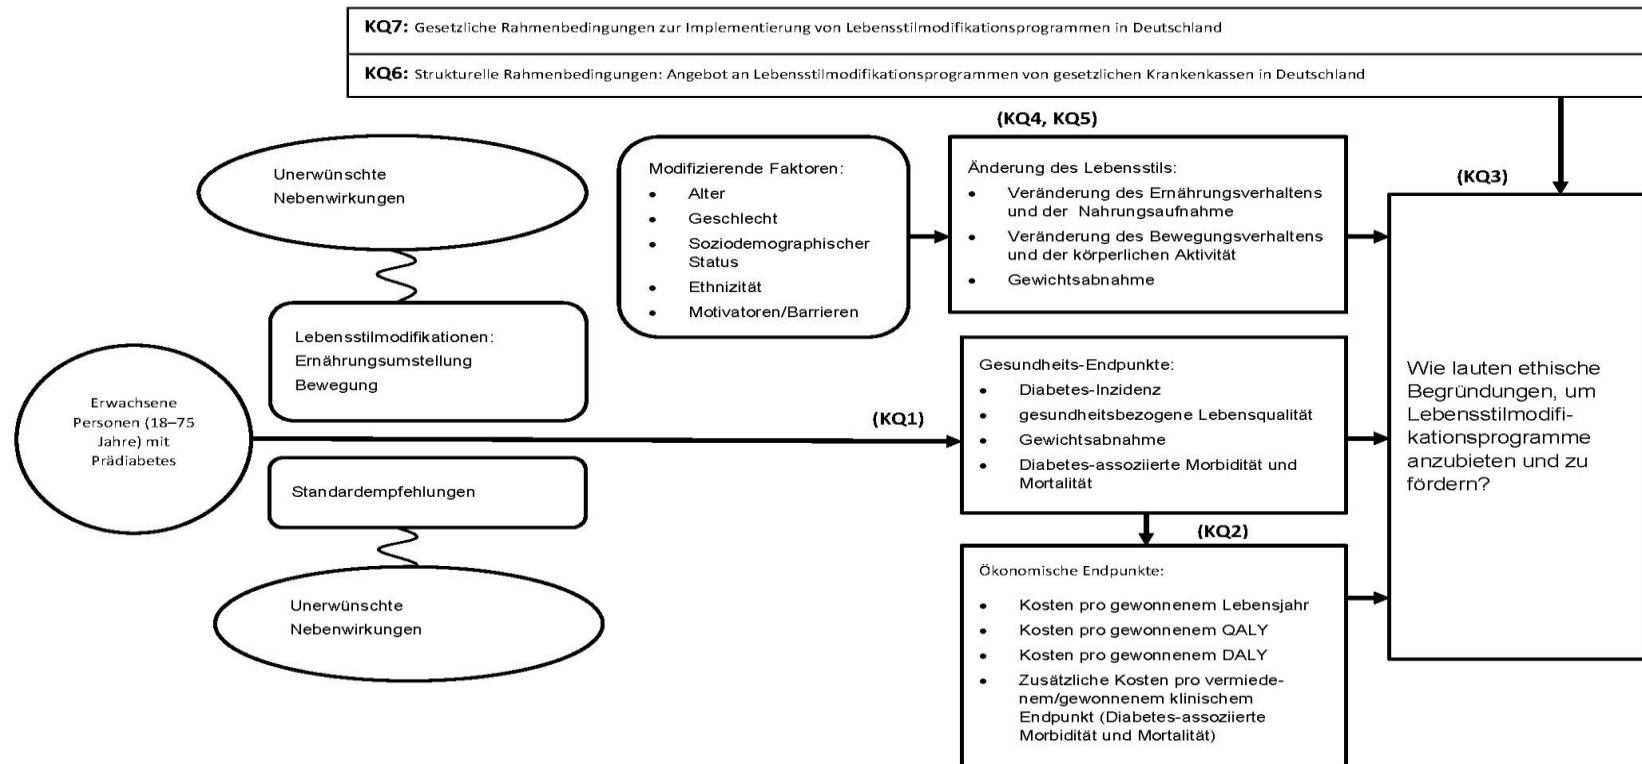 KQ7: Gesetzliche Rahmenbedingungen zur Implementierung von Lebensstilmodifikationsprogrammen in Deutschland
KQ6: Strukturelle Rahmenbedingungen: Angebot an Lebensstilmodifikationsprogrammen von gesetzlichen Krankenkassen in Deutschland
Unerwünschte
Nebenwirkungen
Lebensstilmodifikationen:
Ernährungsumstellung
Bewegung
Erwachsene
Personen (18–75
Jahre) mit
Prädiabetes
Standardempfehlungen
Unerwünschte
Nebenwirkungen
Modifizierende Faktoren:
• Alter
• Geschlecht
• Soziodemographischer
Status
• Ethnizität
• Motivatoren/Barrieren
(KQ4, KQ5)
Änderung des Lebensstils:
• Veränderung des Ernährungsverhaltens
und der Nahrungsaufnahme
• Veränderung des Bewegungsverhaltens
und der körperlichen Aktivität
• Gewichtsabnahme
(KQ1)
Gesundheits-Endpunkte:
• Diabetes-Inzidenz
• gesundheitsbezogene Lebensqualität
• Gewichtsabnahme
• Diabetes-assoziierte Morbidität und
Mortalität
(KQ2)
Ökonomische Endpunkte:
• Kosten pro gewonnenem Lebensjahr
• Kosten pro gewonnenem QALY
• Kosten pro gewonnenem DALY
• Zusätzliche Kosten pro vermiede-
nem/gewonnenem klinischem
Endpunkt (Diabetes-assoziierte
Morbidität und Mortalität)
(KQ3)
Wie lauten ethische
Begründungen, um
Lebensstilmodifi-
kationsprogramme
anzubieten und zu
fördern?